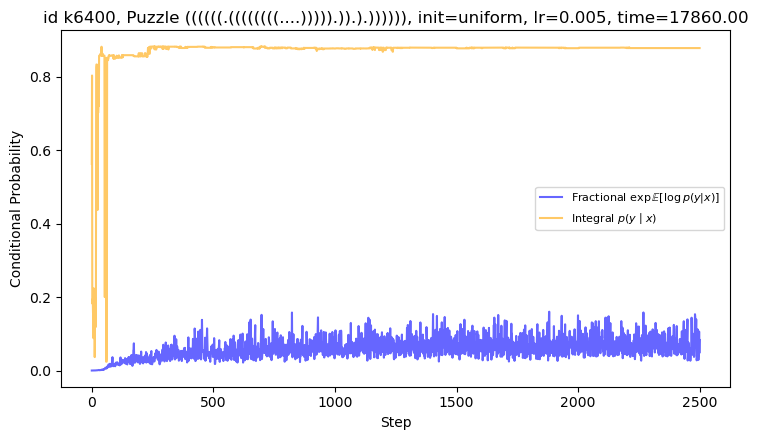 id k6400, Puzzle ((((((.((((((((....))))).)).).)))))), init=uniform, lr=0.005, time=17860.00
Conditional Probability
0.8
0.6
0.4
0.2
0.0
Fractional exp𝔼[log p(y|x)]
Integral p(y | x)
0
500
1000
1500
2000
2500
Step